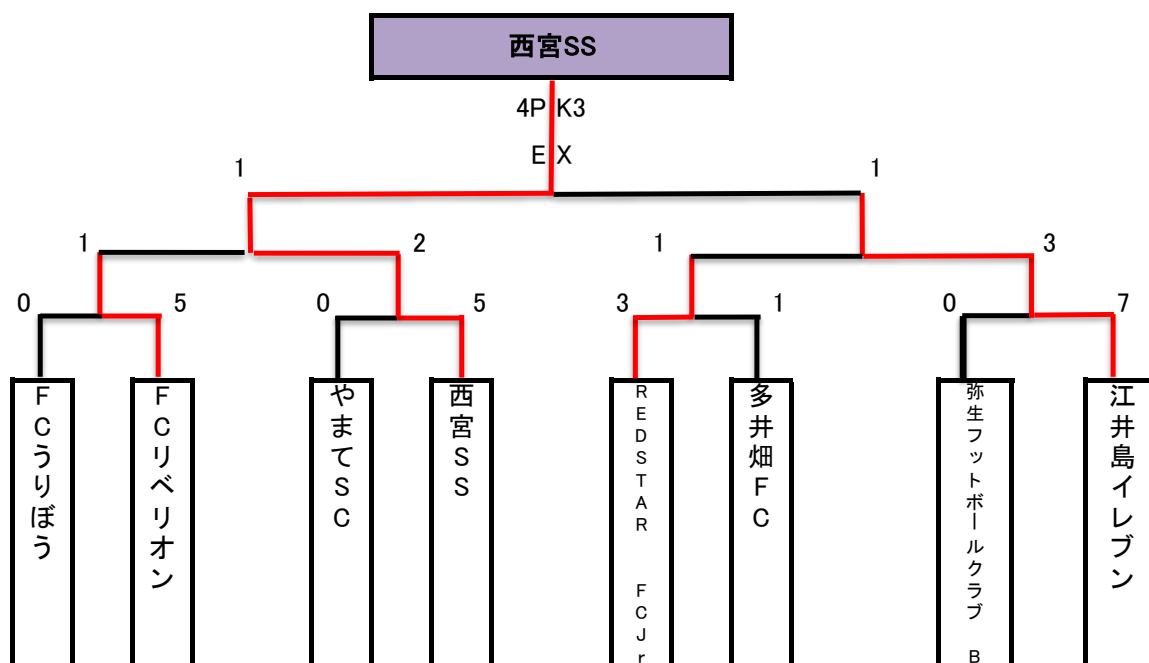 西宮SS
4PK3
EX
1
1
1
2
1
3
0
5
0
5
3
1
0
7
FCうりぼう
FCリベリオン
やまてSC
西宮SS
REDSTAR FCJr
多井畑FC
弥生フットボールクラブ B
江井島イレブン